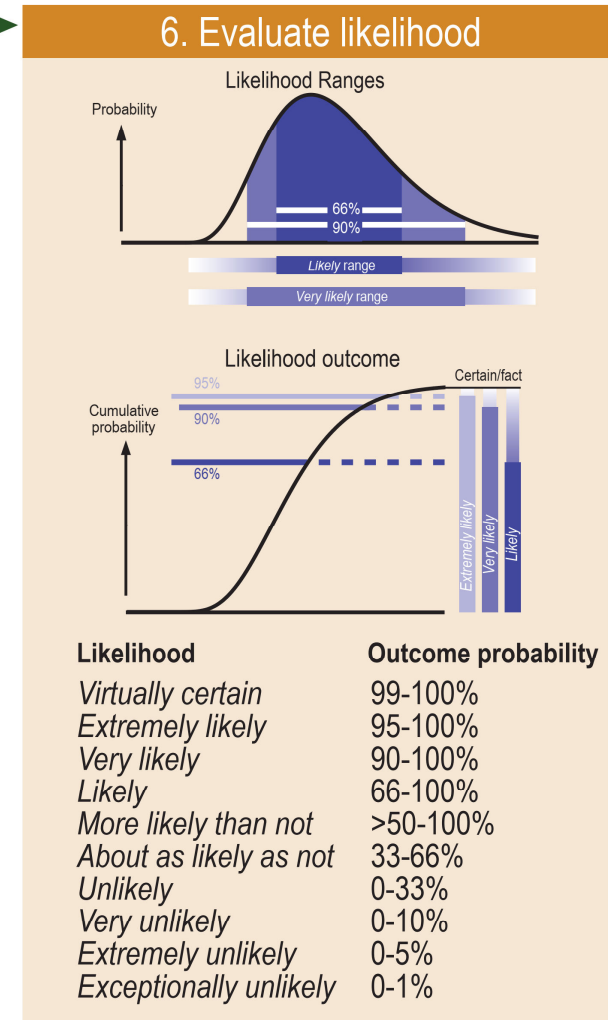 6. Evaluate likelihood
Likelihood Ranges
Probability
66%
90%
Likely range
Very likely range
Likelihood outcome
Certain/fact
95%
Cumulative
probability
90%
66%
Extremely likely
Very likely
Likely
Likelihood Outcome probability
Virtually certain 99-100%
Extremely likely 95-100%
Very likely 90-100%
Likely 66-100%
More likely than not >50-100%
About as likely as not 33-66%
Unlikely 0-33%
Very unlikely 0-10%
Extremely unlikely 0-5%
Exceptionally unlikely 0-1%